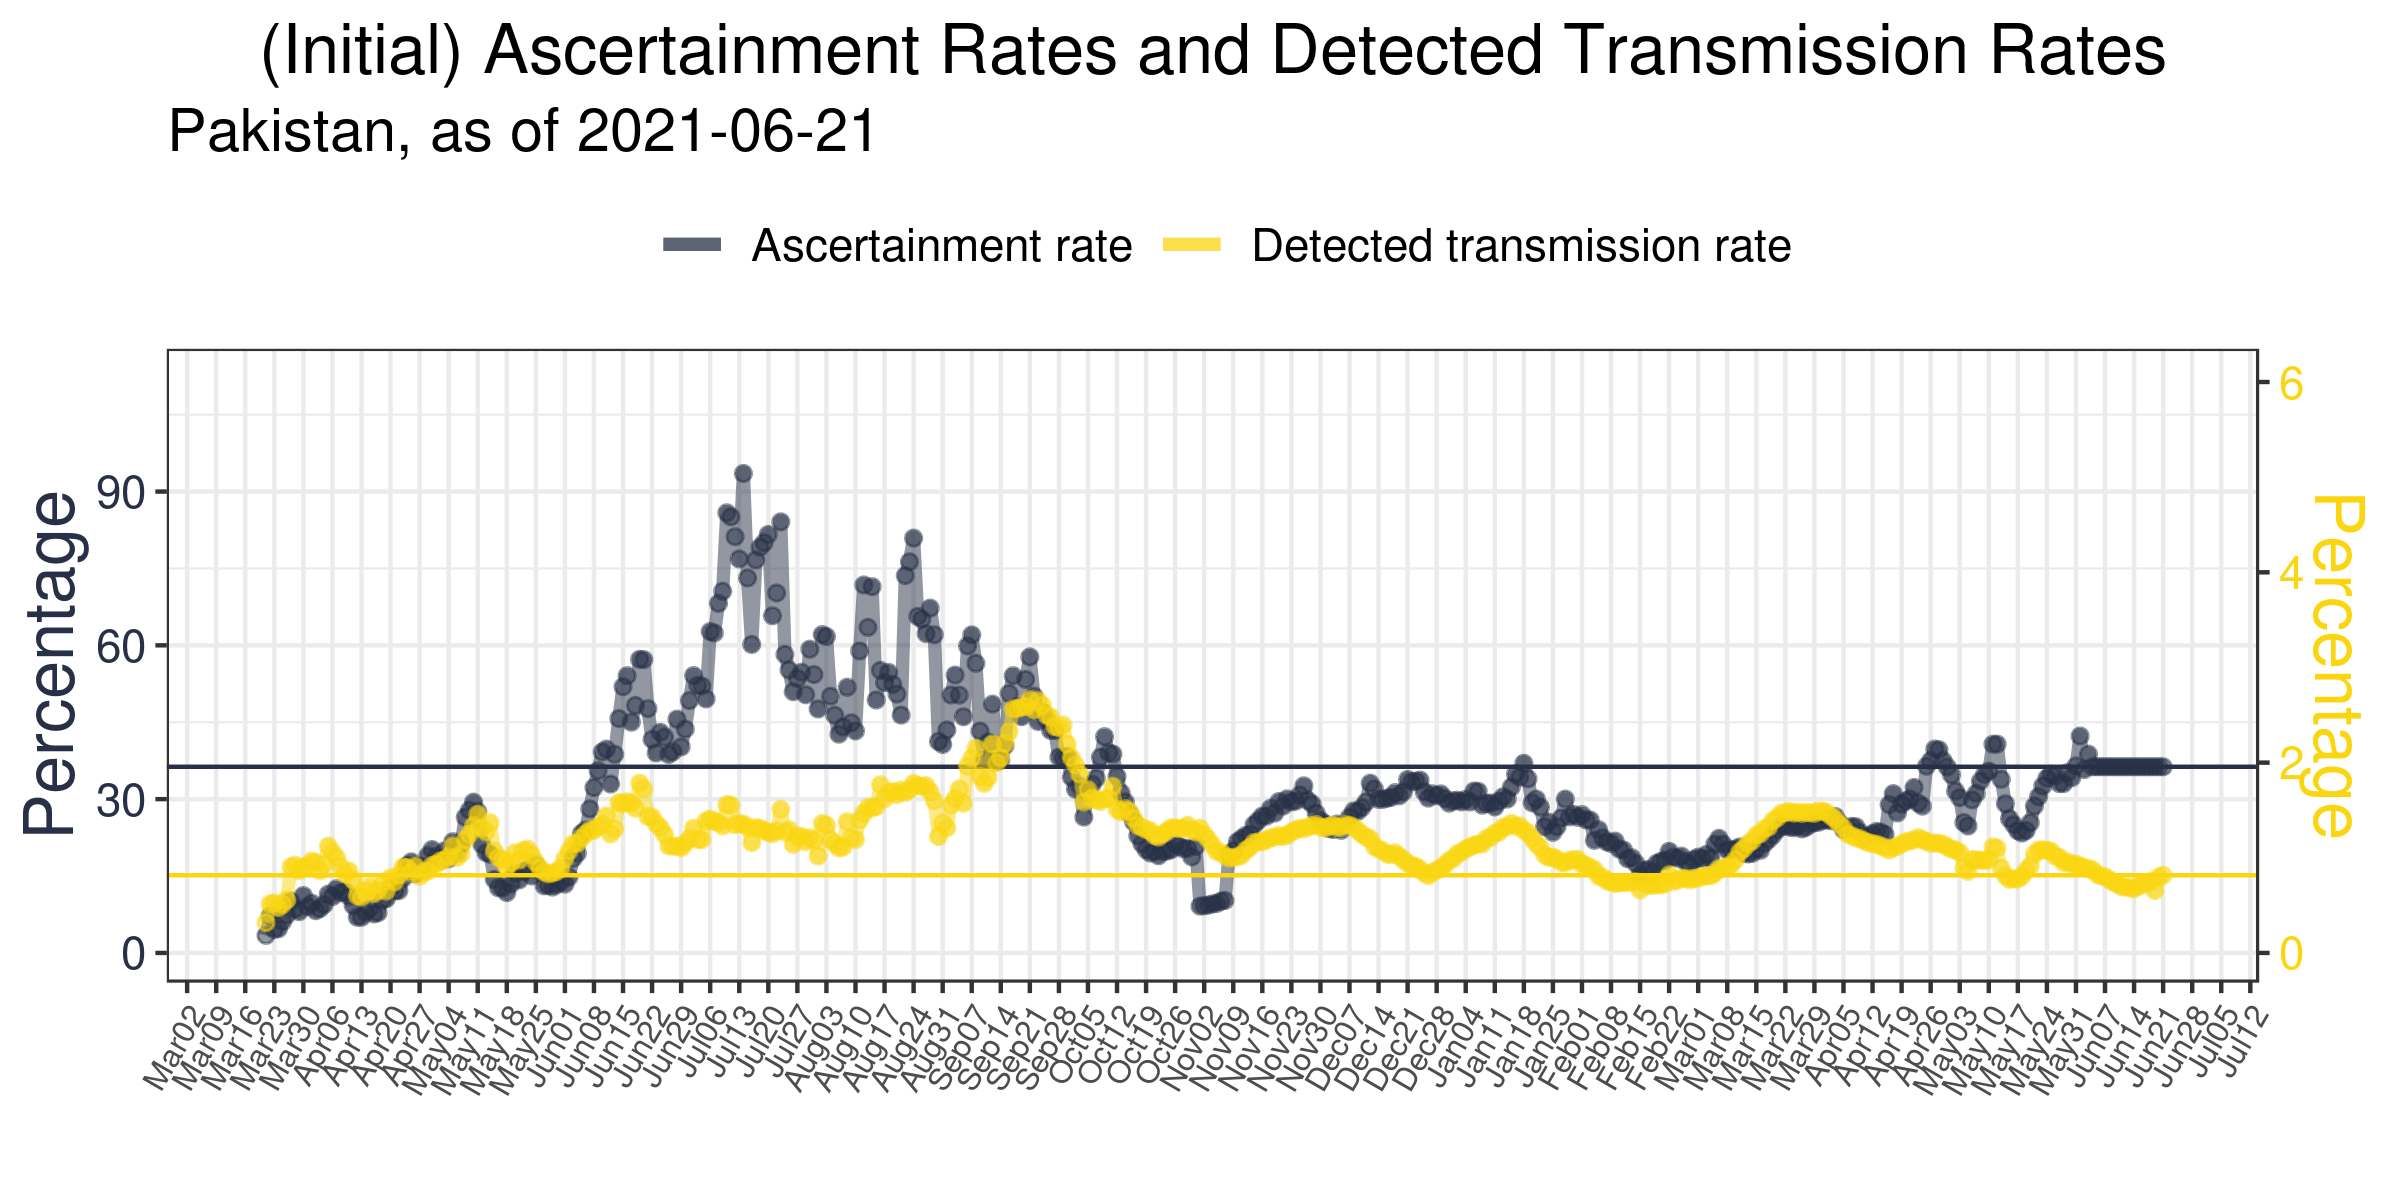 (Initial) Ascertainment Rates and Detected Transmission Rates
Pakistan, as of 2021-06-21
Ascertainment rate
Detected transmission rate
Percentage
90
60
30
0
6
4
2
0
Percentage
Mar02
Mar09
Mar16
Mar23
Mar30
Apr06
Apr13
Apr20
Apr27
May04
May11
May18
May25
Jun01
Jun08
Jun15
Jun22
Jun29
Jul06
Jul13
Jul20
Jul27
Aug03
Aug10
Aug17
Aug24
Aug31
Sep07
Sep14
Sep21
Sep28
Oct05
Oct12
Oct19
Oct26
Nov02
Nov09
Nov16
Nov23
Nov30
Dec07
Dec14
Dec21
Dec28
Jan04
Jan11
Jan18
Jan25
Feb01
Feb08
Feb15
Feb22
Mar01
Mar08
Mar15
Mar22
Mar29
Apr05
Apr12
Apr19
Apr26
May03
May10
May17
May24
May31
Jun07
Jun14
Jun21
Jun28
Jul05
Jul12